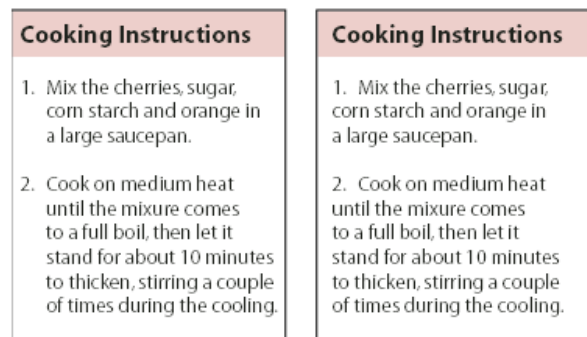 Cooking Instructions
1. Mix the cherries, sugar,
corn starch and orange in
a large saucepan.
2. Cook on medium heat
until the mixure comes
to a full boil, then let it
stand for about 10 minutes
to thicken, stirring a couple
of times during the cooling.
Cooking Instructions
1. Mix the cherries, sugar,
corn starch and orange in
a large saucepan.
2. Cook on medium heat
until the mixure comes
to a full boil, then let it
stand for about 10 minutes
to thicken, stirring a couple
of times during the cooling.